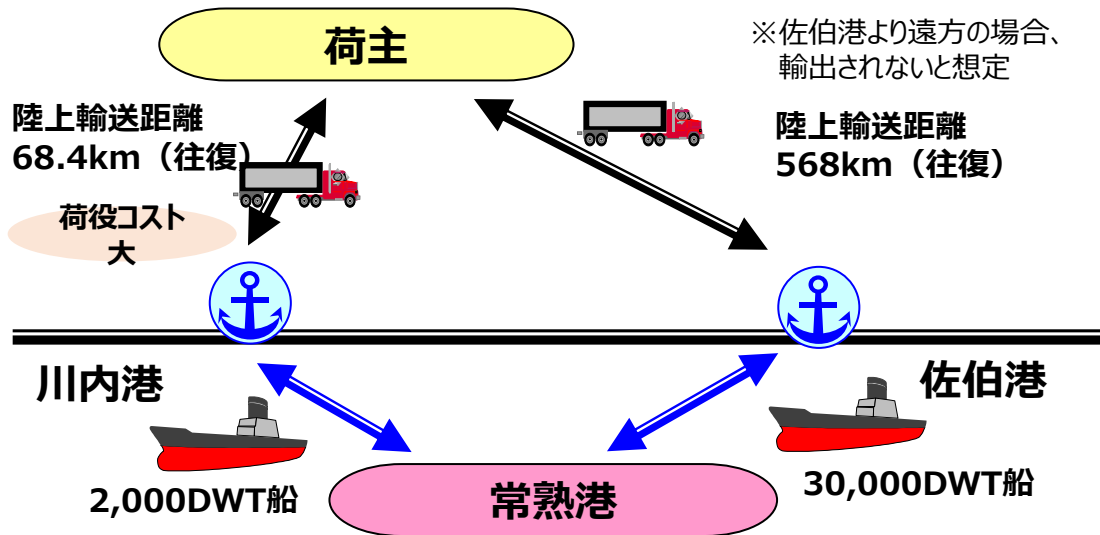 荷主
※佐伯港より遠方の場合、
輸出されないと想定
陸上輸送距離
68.4km（往復）
陸上輸送距離
568km（往復）
荷役コスト
大
川内港
佐伯港
2,000DWT船
30,000DWT船
常熟港